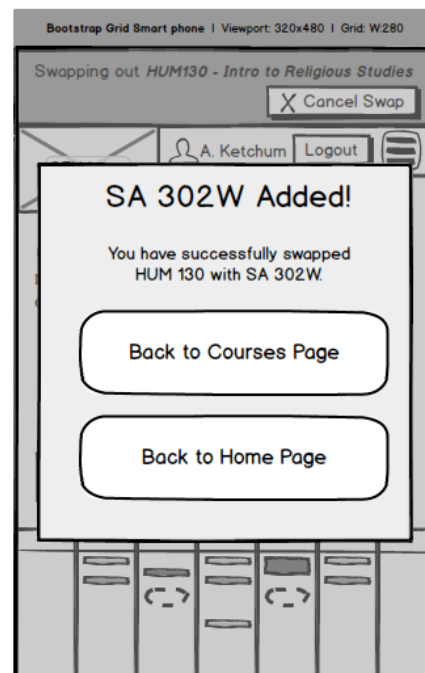 Bootstrap Grid Smart phone | Viewport: 320x480 | Grid: W:280
Swapping out HUM130 - Intro to Religious Studies
X Cancel Swap
A. Ketchum Logout
SA 302W Added!
You have successfully swapped
HUM 130 with SA 302W.
Back to Courses Page
Back to Home Page